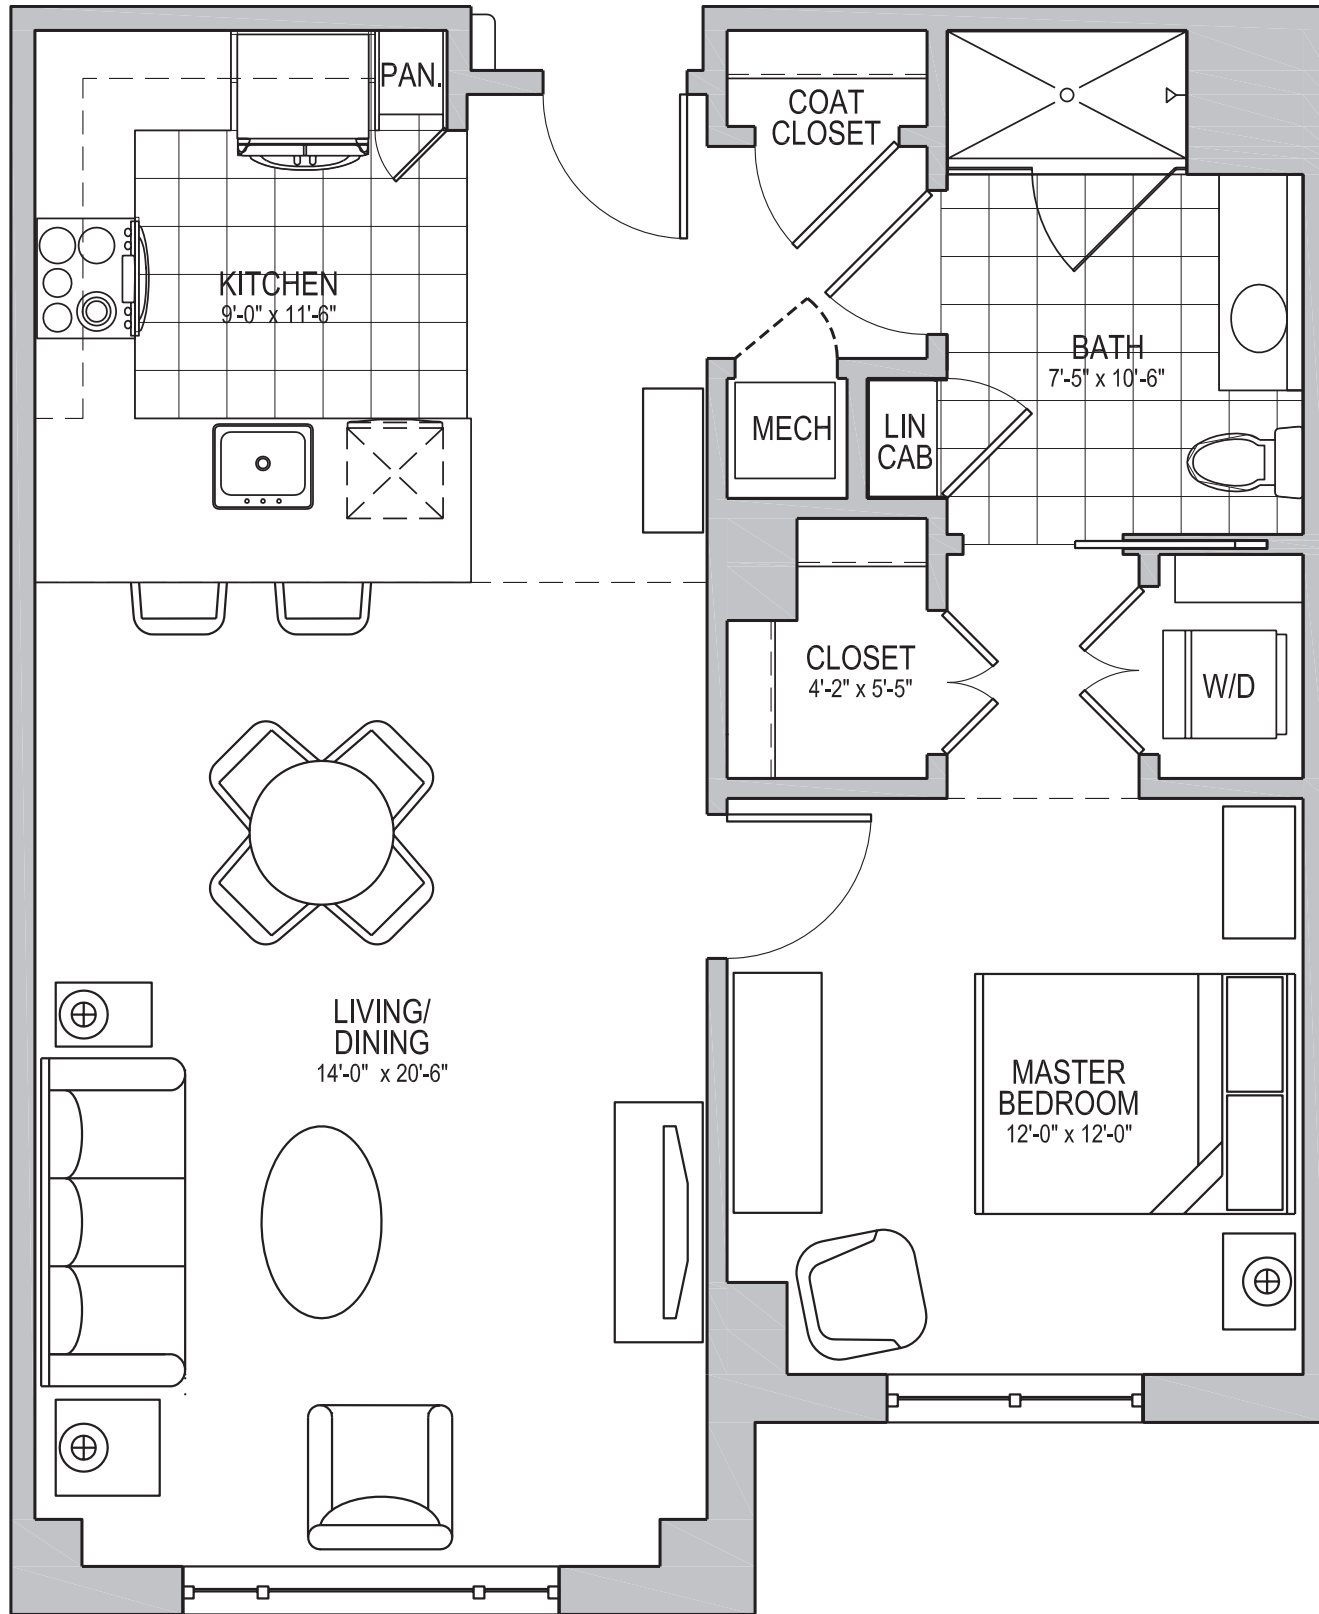 PAN.
COAT
CLOSET
KITCHEN
9'-0" x 11'-6"
BATH
7'-5" x 10'-6"
MECH
LIN
CAB
CLOSET
4'-2" x 5'-5"
W/D
LIVING/
DINING
14'-0" x 20'-6"
MASTER
BEDROOM
12'-0" x 12'-0"